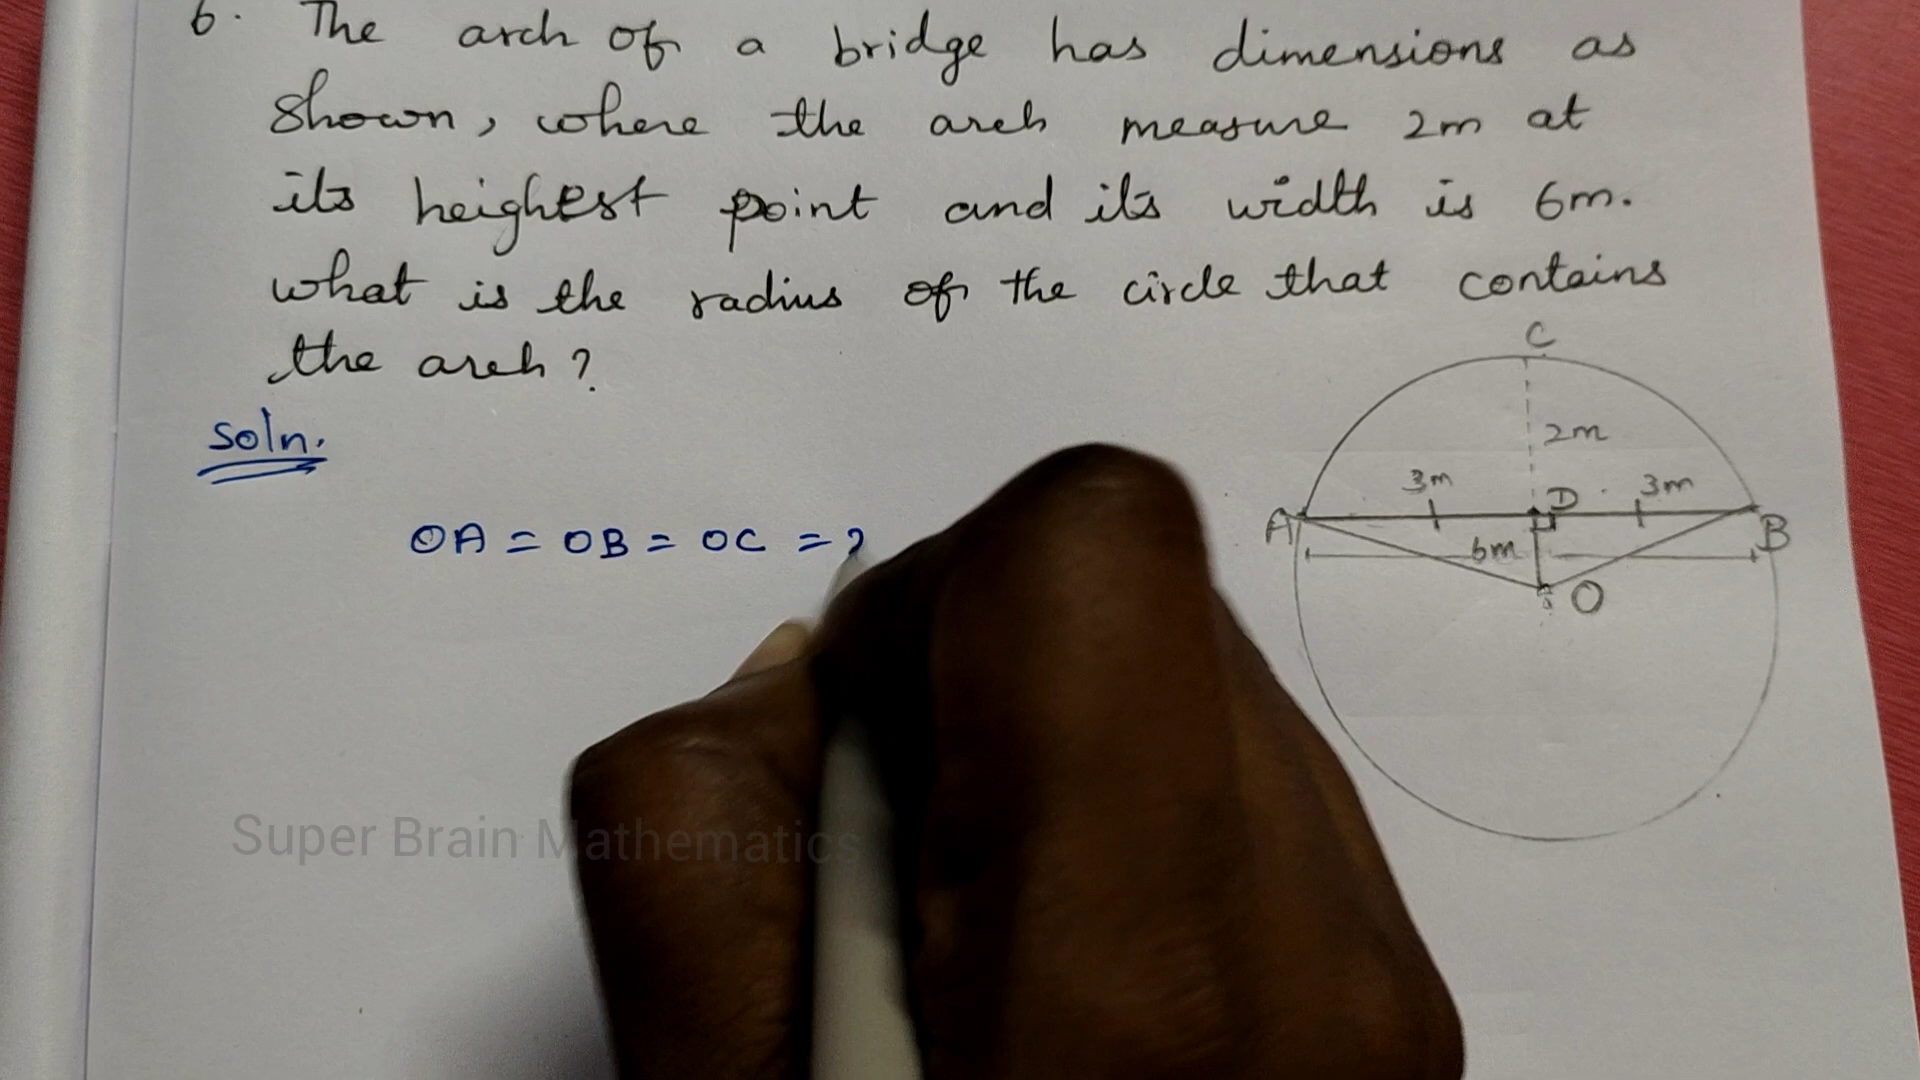 6. The arch of a bridge has dimensions as
shown, where the arch measure 2m at
its heighest point and its width is 6m.
what is the radius of the circle that contains
the arch?
Soln.
OA = OB = OC = ?
C
2m
3m
D
3m
A
B
6m
O
Super Brain Mathematics